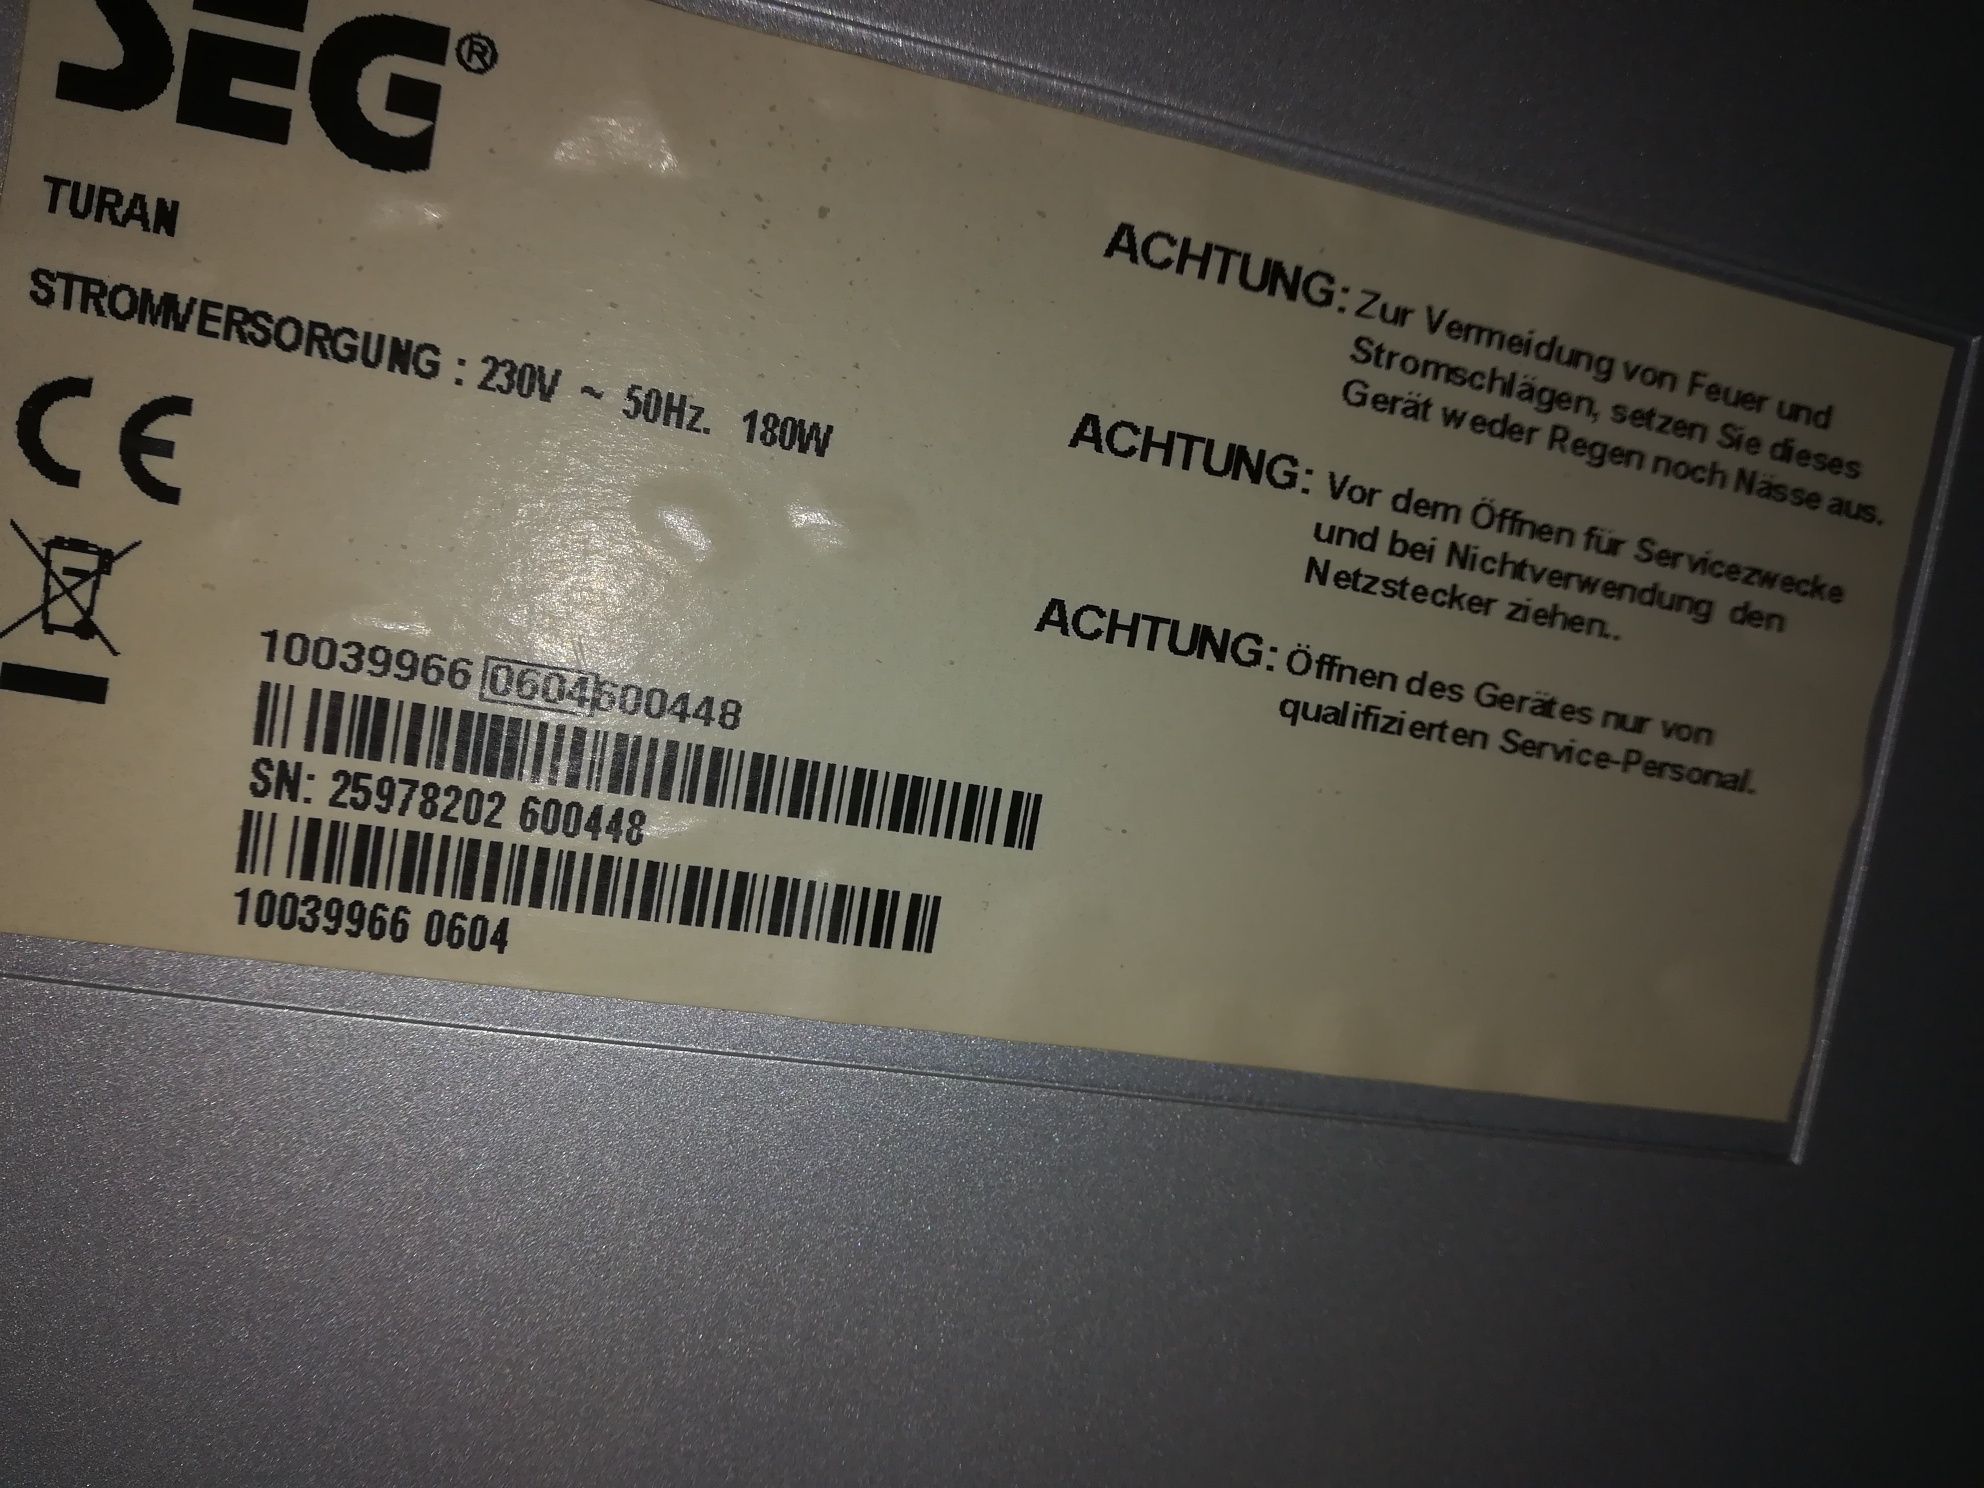 SEG®
TURAN
STROMVERSORGUNG : 230V ~ 50Hz. 180W
CE
10039966 0604 600448
SN: 25978202 600448
10039966 0604
ACHTUNG: Zur Vermeidung von Feuer und
Stromschlägen, setzen Sie dieses
Gerät weder Regen noch Nässe aus.
ACHTUNG: Vor dem Öffnen für Servicezwecke
und bei Nichtverwendung den
Netzstecker ziehen..
ACHTUNG: Öffnen des Gerätes nur von
qualifizierten Service-Personal.